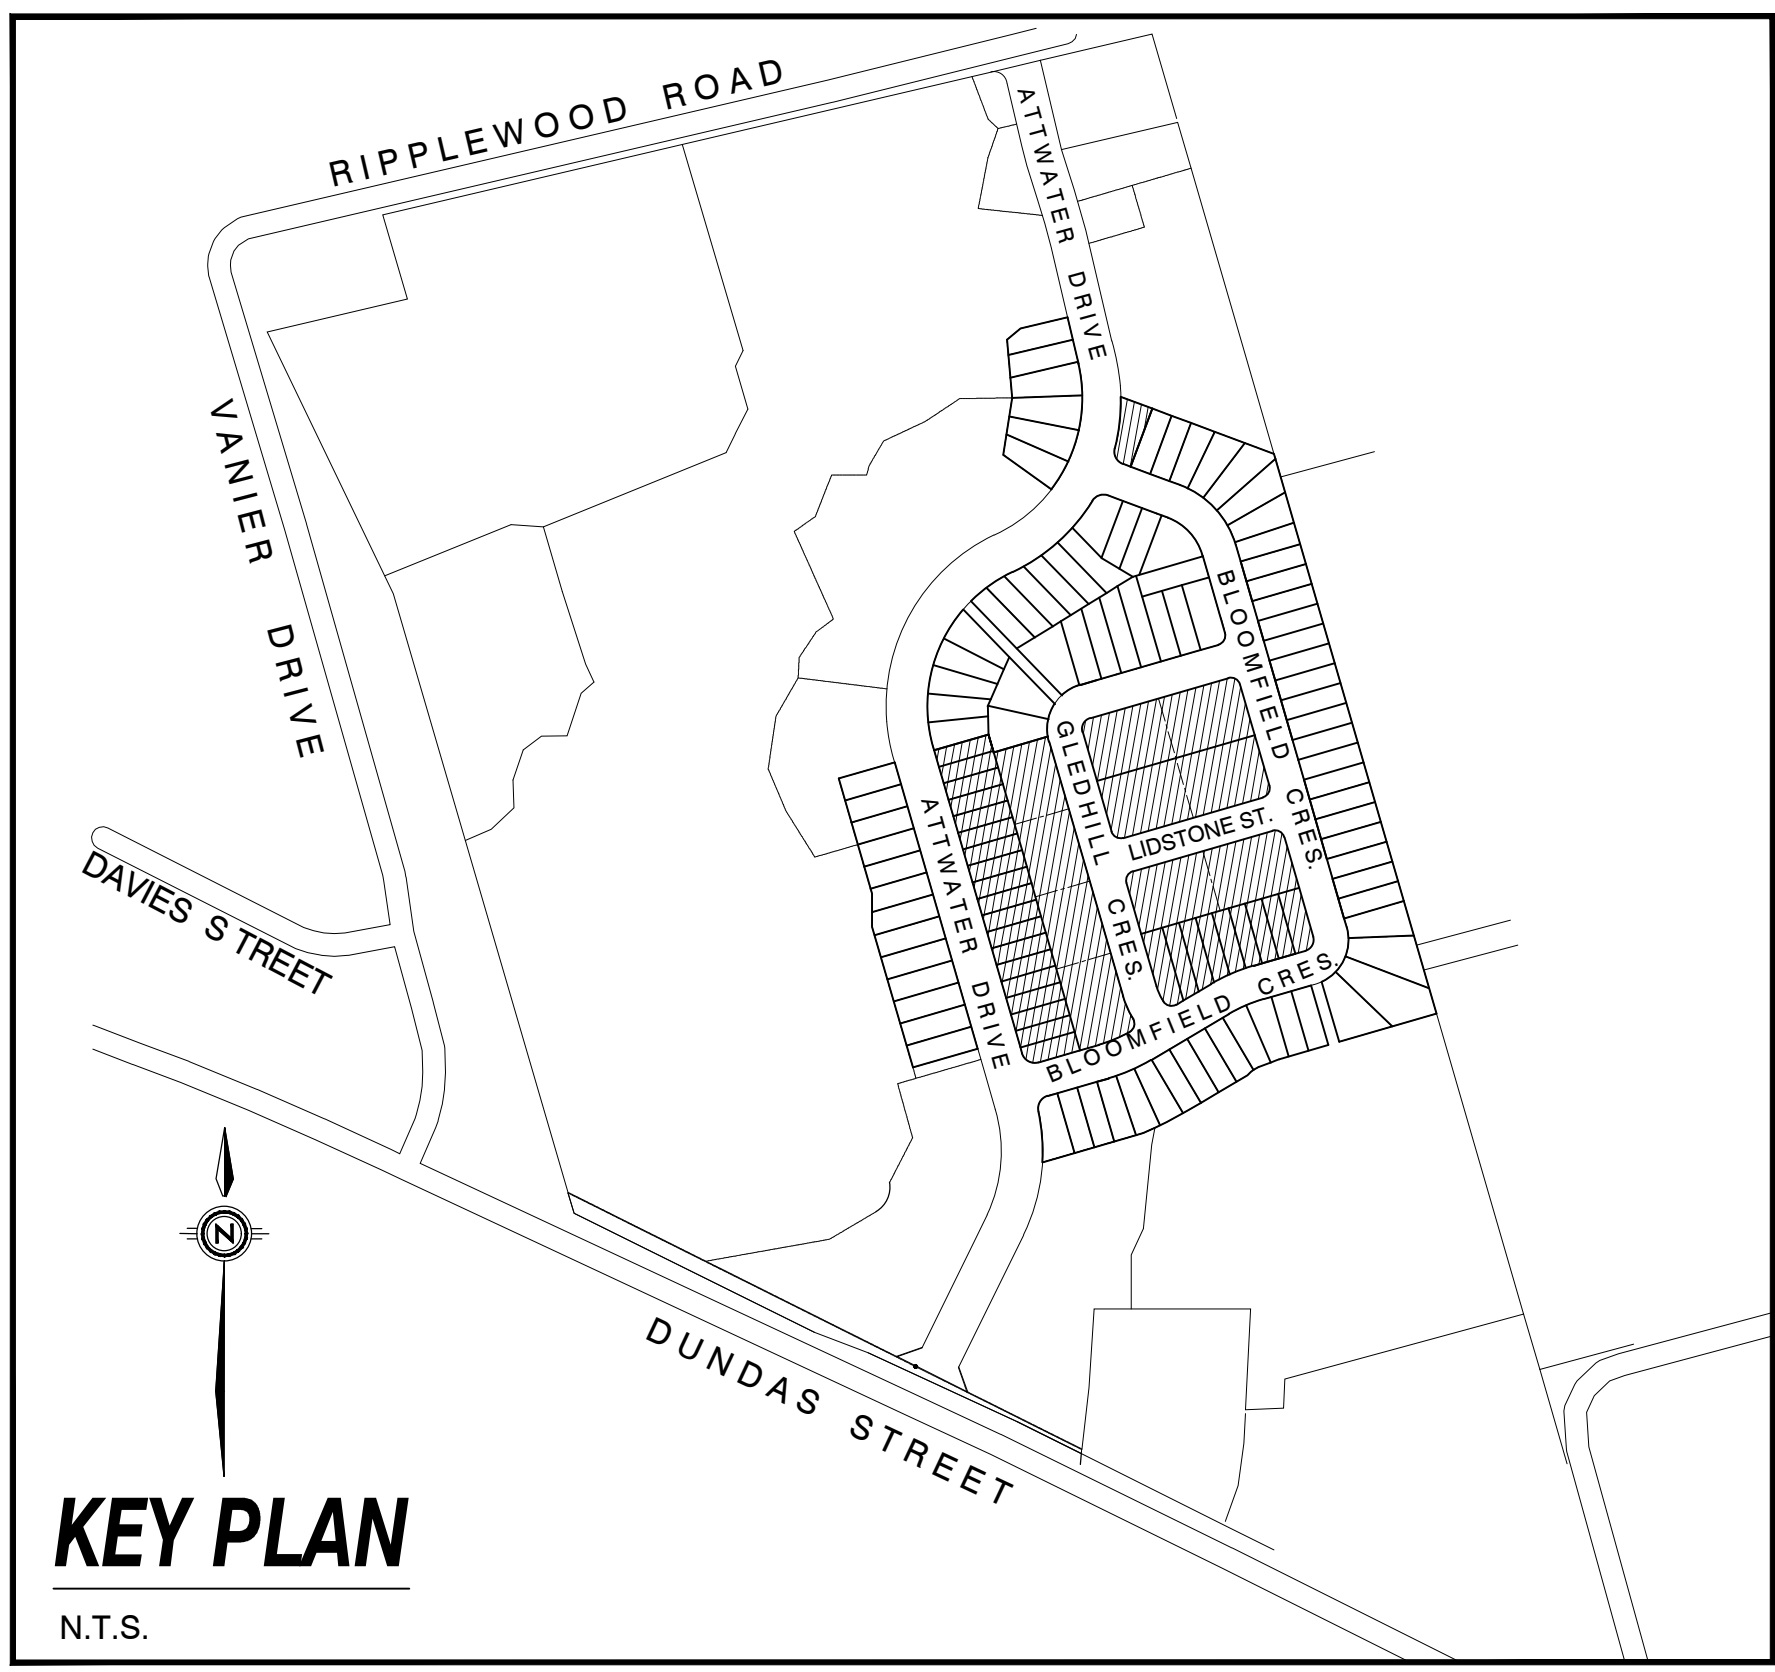 RIPPLEWOOD ROAD
ATTWATER DRIVE
VANIER DRIVE
BLOOMFIELD CRES.
GLEDHILL CRES.
LIDSTONE ST.
ATTWATER DRIVE
DAVIES S TREET
BLOOMFIELD CRES.
N
DUNDAS STREET
KEY PLAN
N.T.S.